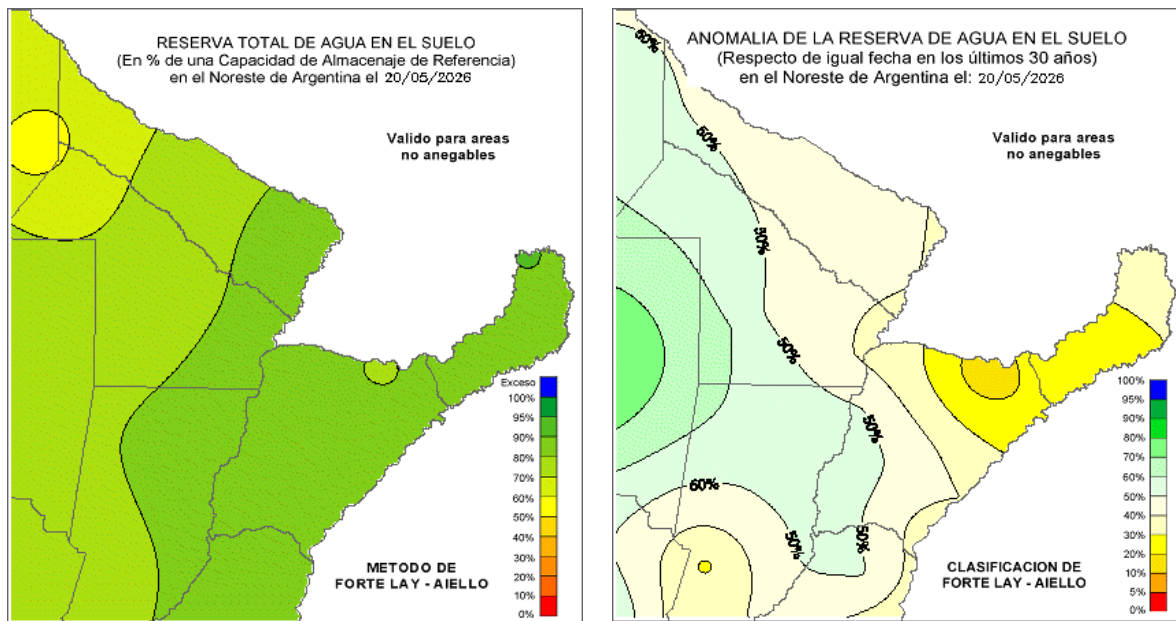 RESERVA TOTAL DE AGUA EN EL SUELO
(En % de una Capacidad de Almacenaje de Referencia)
en el Noreste de Argentina el 20/05/2026
Valido para areas
no anegables
Exceso
100%
95%
90%
80%
70%
60%
50%
40%
30%
20%
10%
0%
METODO DE
FORTE LAY - AIELLO
ANOMALIA DE LA RESERVA DE AGUA EN EL SUELO
(Respecto de igual fecha en los últimos 30 años)
en el Noreste de Argentina el: 20/05/2026
Valido para areas
no anegables
50%
50%
50%
50%
50%
60%
50%
50%
100%
95%
90%
80%
70%
60%
50%
40%
30%
20%
10%
5%
0%
CLASIFICACION DE
FORTE LAY - AIELLO